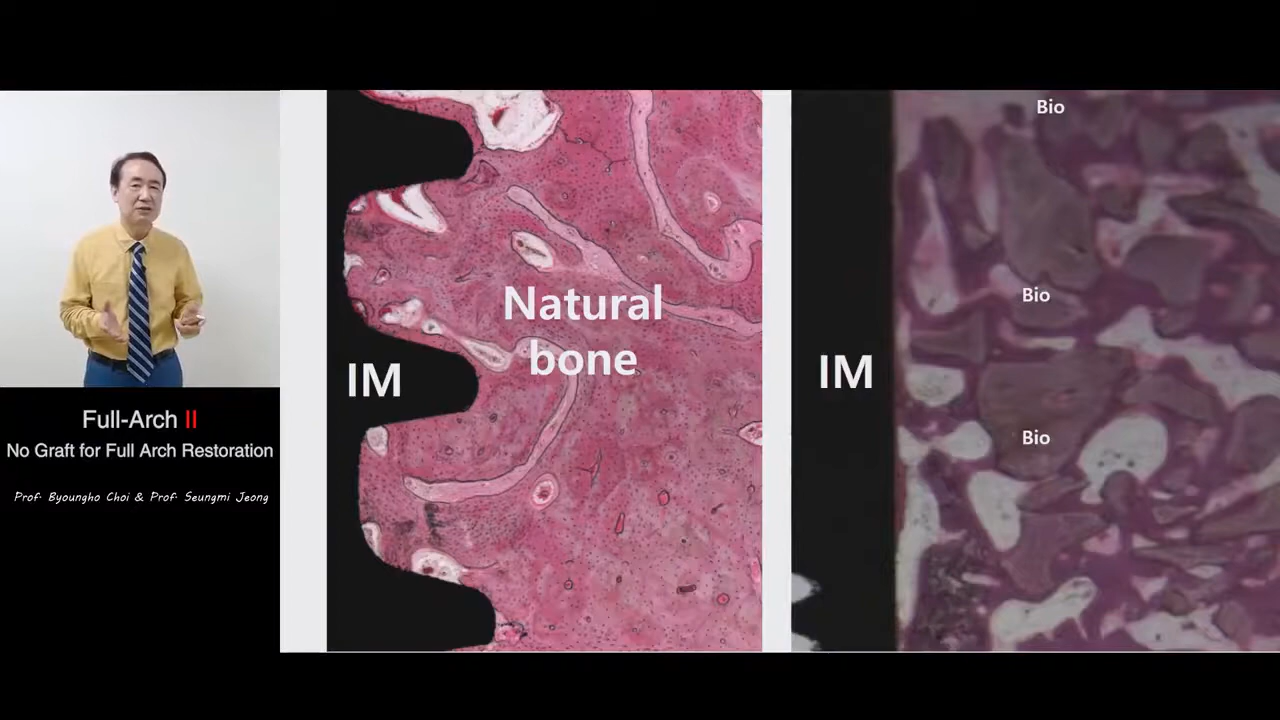 Full-Arch II
No Graft for Full Arch Restoration
Prof. Byoungho Choi & Prof. Seungmi Jeong
IM
Natural
bone
IM
Bio
Bio
Bio